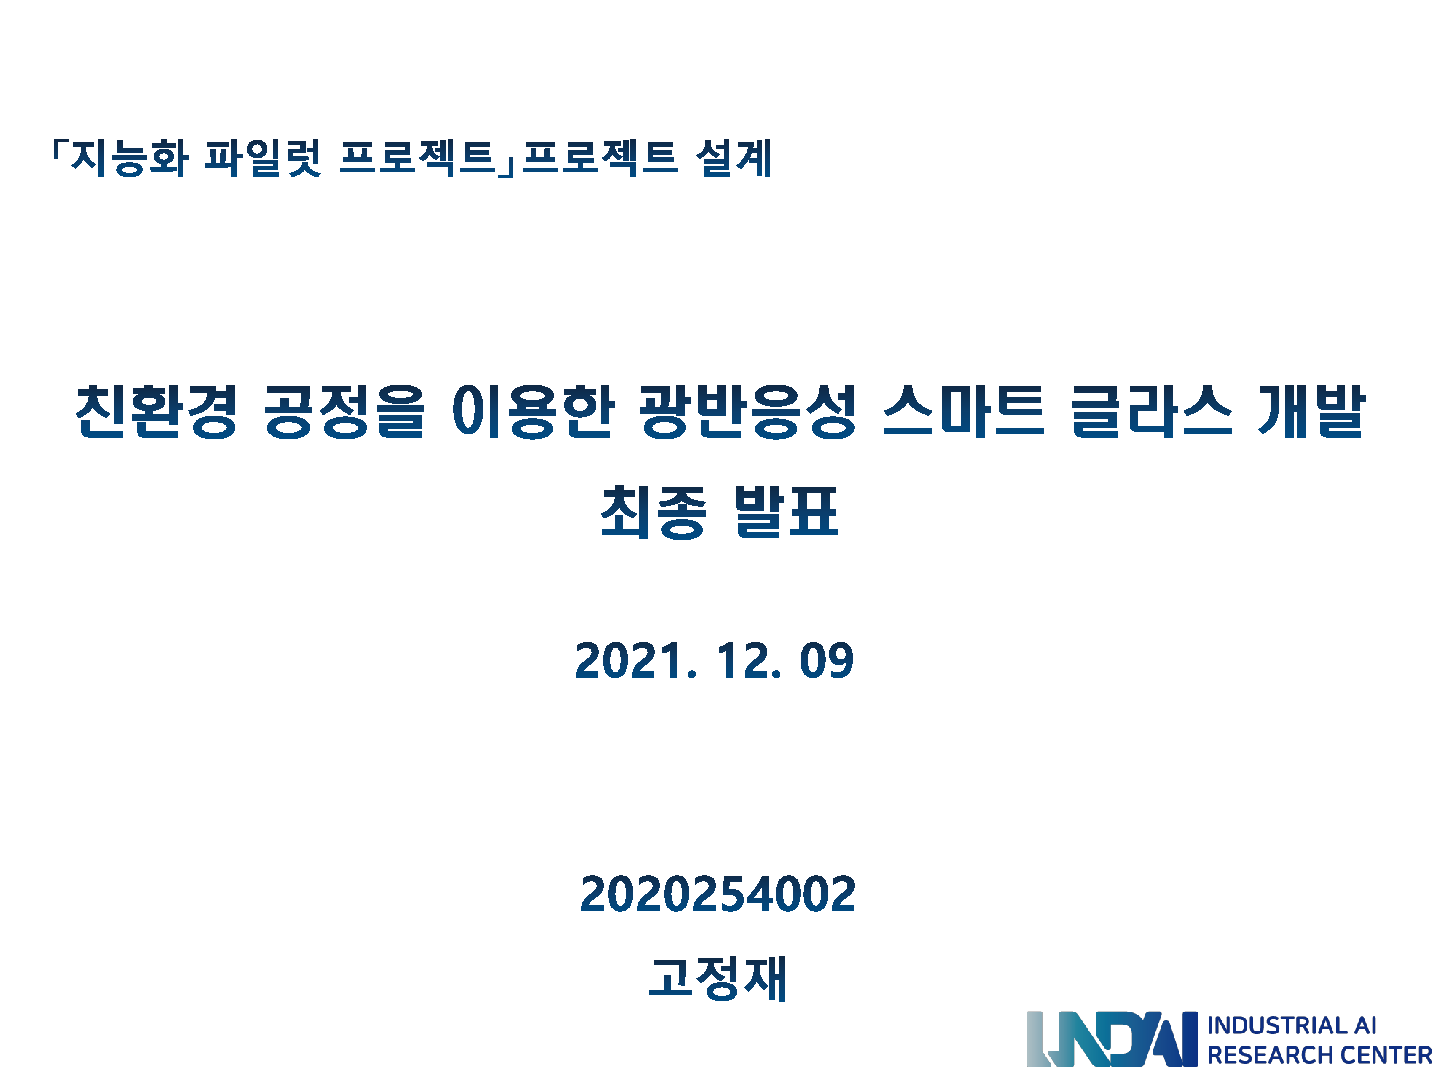 「지능화 파일럿 프로젝트」프로젝트 설계
친환경 공정을 이용한 광반응성 스마트 글라스 개발
최종 발표
2021. 12. 09
2020254002
고정재
INDAI INDUSTRIAL AI
RESEARCH CENTER